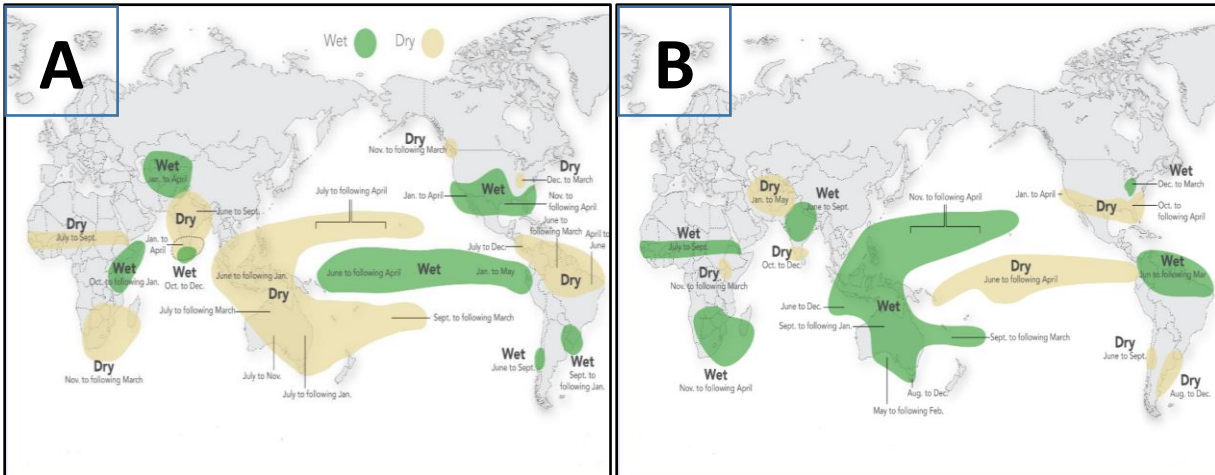 A
Wet Dry
Wet
Jan. to April
Dry
Nov. to following March
Dry
Dec. to March
July to following April
Jan. to April
Wet
Nov. to
following April
June to Sept.
Dry
Dry
July to Sept.
Jan. to
April
June to
following March
April to
June
July to Dec.
Wet
Oct. to following Jan.
Wet
Oct. to Dec.
June to following Jan.
June to following April
Wet
Jan. to May
Dry
Dry
July to following March
Sept. to following March
Dry
Nov. to following March
July to Nov.
July to following Jan.
Wet
June to Sept.
Wet
Sept. to
following Jan.
B
Dry
Jan. to May
Wet
June to Sept.
Nov. to following April
Wet
Dec. to March
Jan. to April
Dry
Oct. to
following April
Wet
July to Sept.
Dry
Oct. to Dec.
Dry
Nov. to following March
Dry
June to following April
Wet
Jun to following Mar
June to Dec.
Wet
Sept. to following Jan.
Sept. to following March
Wet
Nov. to following April
Aug. to Dec.
May to following Feb.
Dry
June to Sept.
Dry
Aug. to Dec.